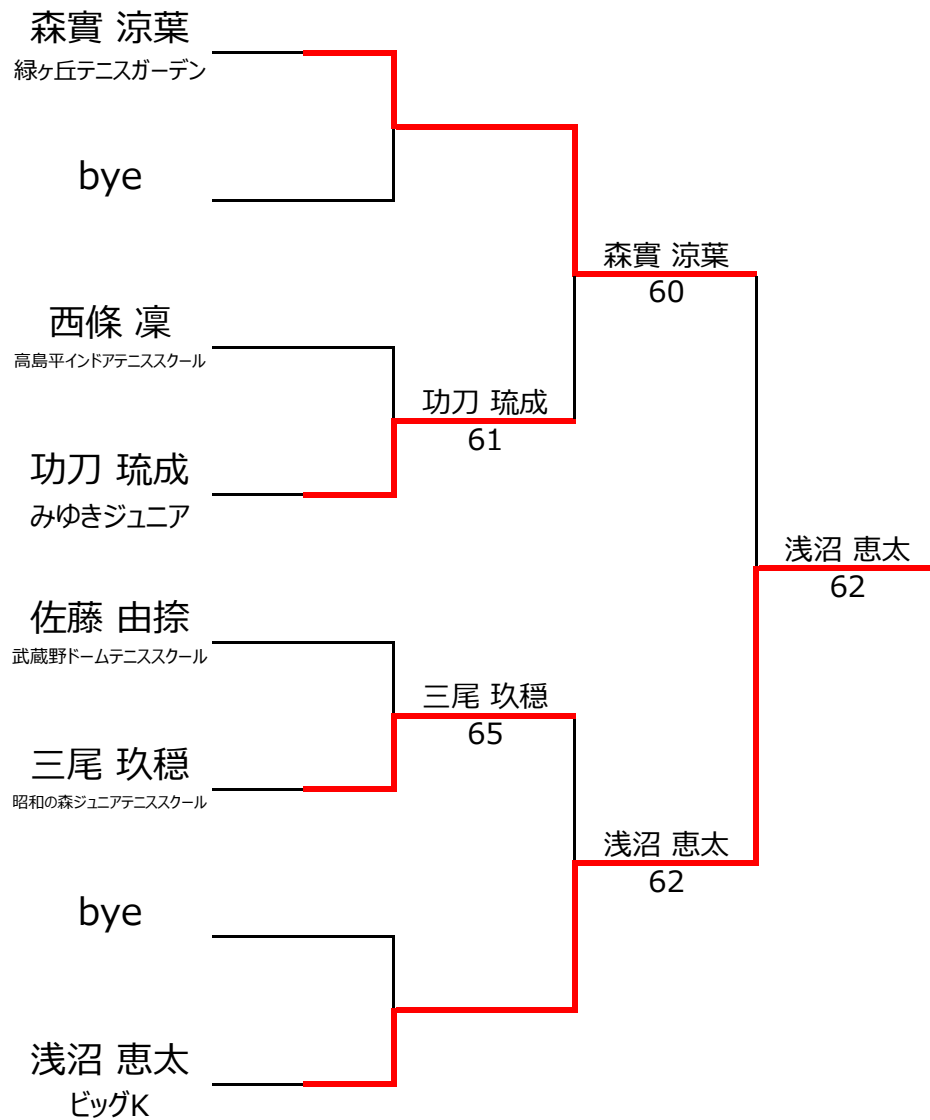 森實 涼葉
緑ヶ丘テニスガーデン
bye
西條 凜
高島平インドアテニススクール
功刀 琉成
みゆきジュニア
佐藤 由捺
武蔵野ドームテニススクール
三尾 玖穏
昭和の森ジュニアテニススクール
bye
浅沼 恵太
ビッグK
功刀 琉成
61
三尾 玖穏
65
森實 涼葉
60
浅沼 恵太
62
浅沼 恵太
62